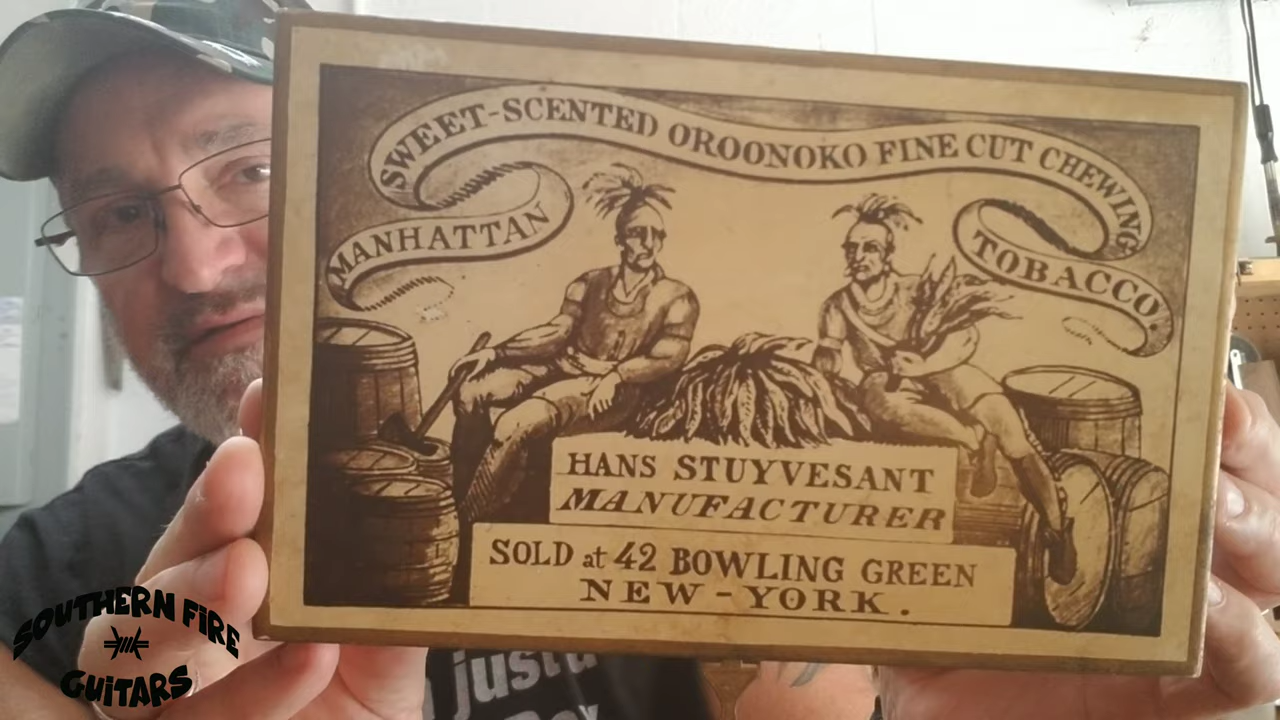 SWEET-SCENTED OROONOKO FINE CUT CHEWING
MANHATTAN
TOBACCO.
HANS STUYVESANT
MANUFACTURER
SOLD at 42 BOWLING GREEN
NEW-YORK.
SOUTHERN FiRE
GUiTARS
just a